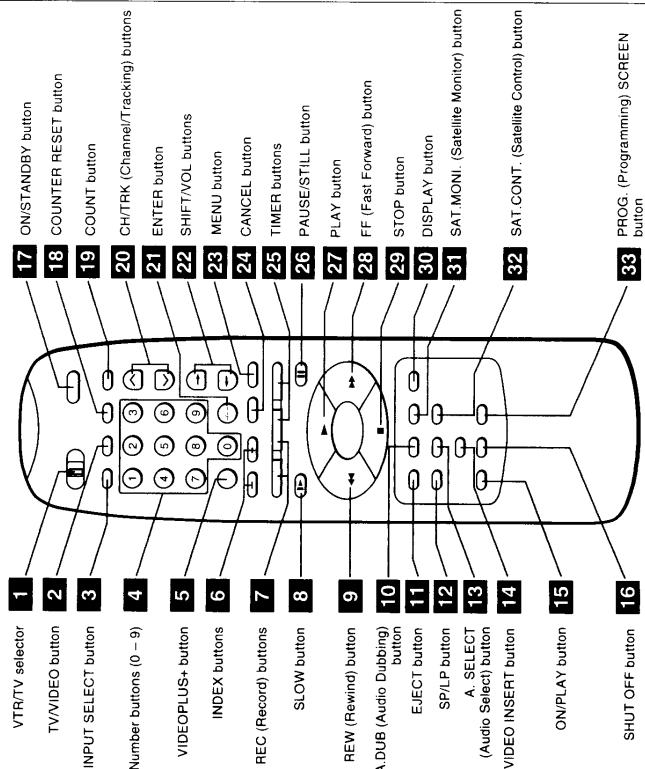 VTR/TV selector 1
TV/VIDEO button 2
INPUT SELECT button 3
Number buttons (0 – 9) 4
VIDEOPLUS+ button 5
INDEX buttons 6
REC (Record) buttons 7
SLOW button 8
REW (Rewind) button 9
A.DUB (Audio Dubbing)
button 10
EJECT button 11
SP/LP button 12
A. SELECT
(Audio Select) button 13
VIDEO INSERT button 14
ON/PLAY button 15
SHUT OFF button 16
1 2 3
4 5 6
7 8 9
0
17 ON/STANDBY button
18 COUNTER RESET button
19 COUNT button
20 CH/TRK (Channel/Tracking) buttons
21 ENTER button
22 SHIFT/VOL buttons
23 MENU button
24 CANCEL button
25 TIMER buttons
26 PAUSE/STILL button
27 PLAY button
28 FF (Fast Forward) button
29 STOP button
30 DISPLAY button
31 SAT.MONI. (Satellite Monitor) button
32 SAT.CONT. (Satellite Control) button
33 PROG. (Programming) SCREEN
button